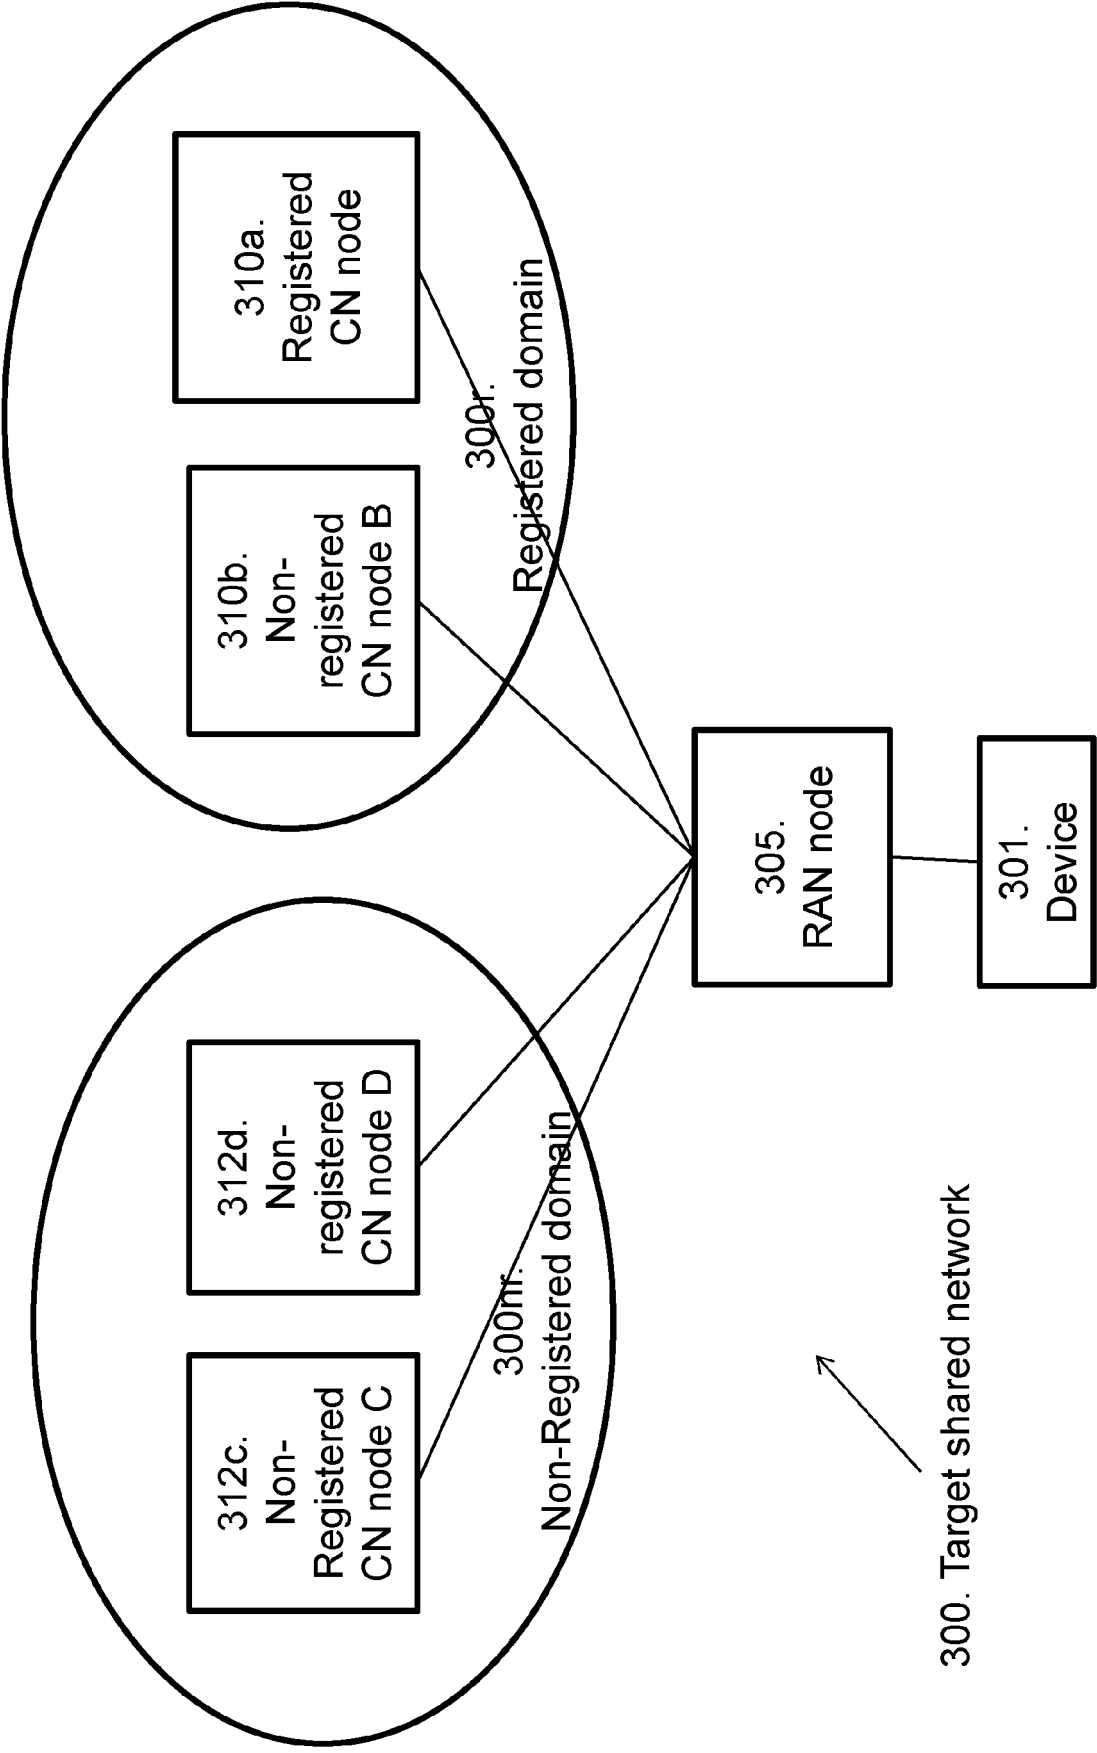 312c.
Non-
Registered
CN node C
312d.
Non-
registered
CN node D
310b.
Non-
registered
CN node B
310a.
Registered
CN node
300nr.
Non-Registered domain
300r.
Registered domain
305.
RAN node
301.
Device
300. Target shared network